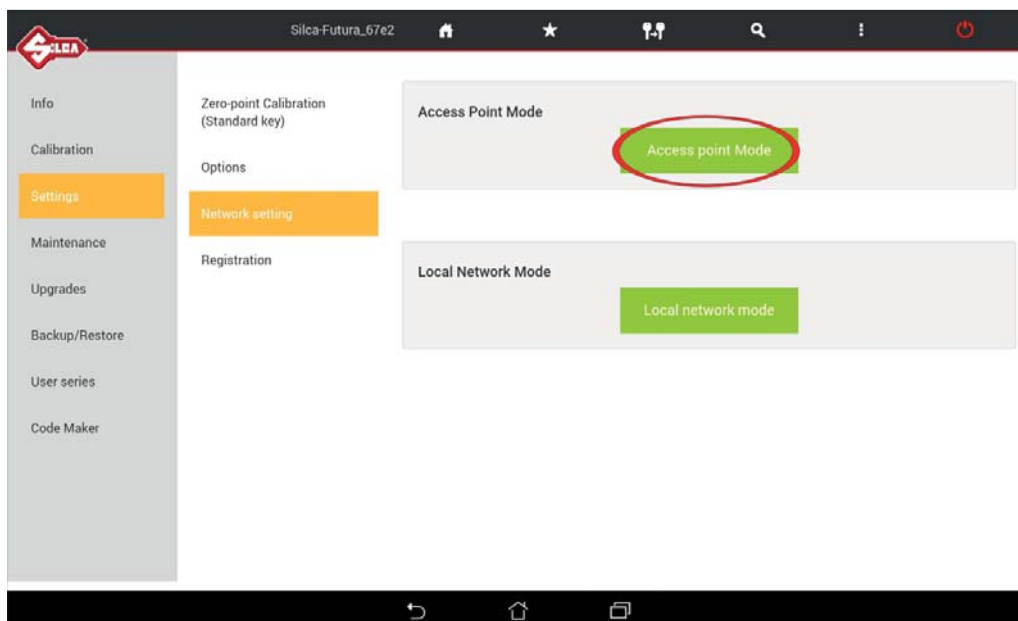 SILCA
Silca-Futura_67e2
Info
Calibration
Settings
Maintenance
Upgrades
Backup/Restore
User series
Code Maker
Zero-point Calibration
(Standard key)
Options
Network setting
Registration
Access Point Mode
Access point Mode
Local Network Mode
Local network mode